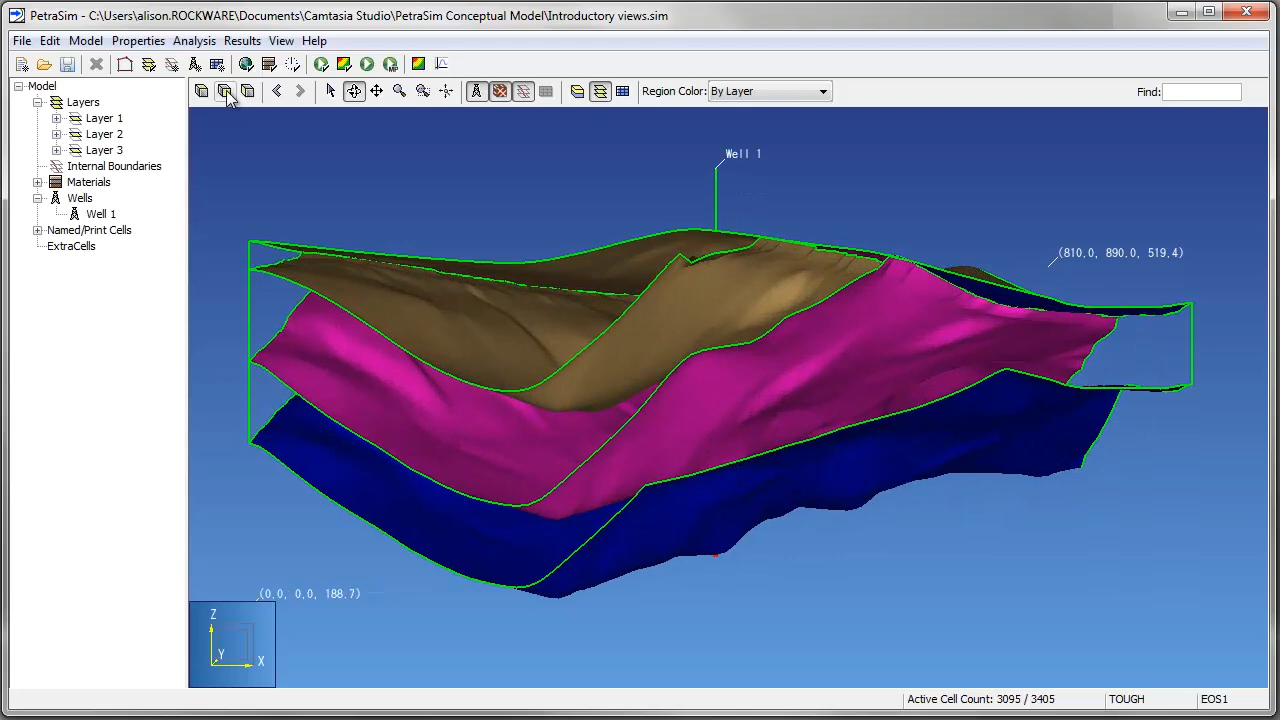 PetraSim - C:\Users\alison.ROCKWARE\Documents\Camtasia Studio\PetraSim Conceptual Model\Introductory views.sim
File Edit Model Properties Analysis Results View Help
Region Color: By Layer Find:
Model
Layers
Layer 1
Layer 2
Layer 3
Internal Boundaries
Materials
Wells
Well 1
Named/Print Cells
ExtraCells
Well 1
(810.0, 890.0, 519.4)
(0.0, 0.0, 188.7)
Z
Y
X
Active Cell Count: 3095 / 3405 TOUGH EOS1